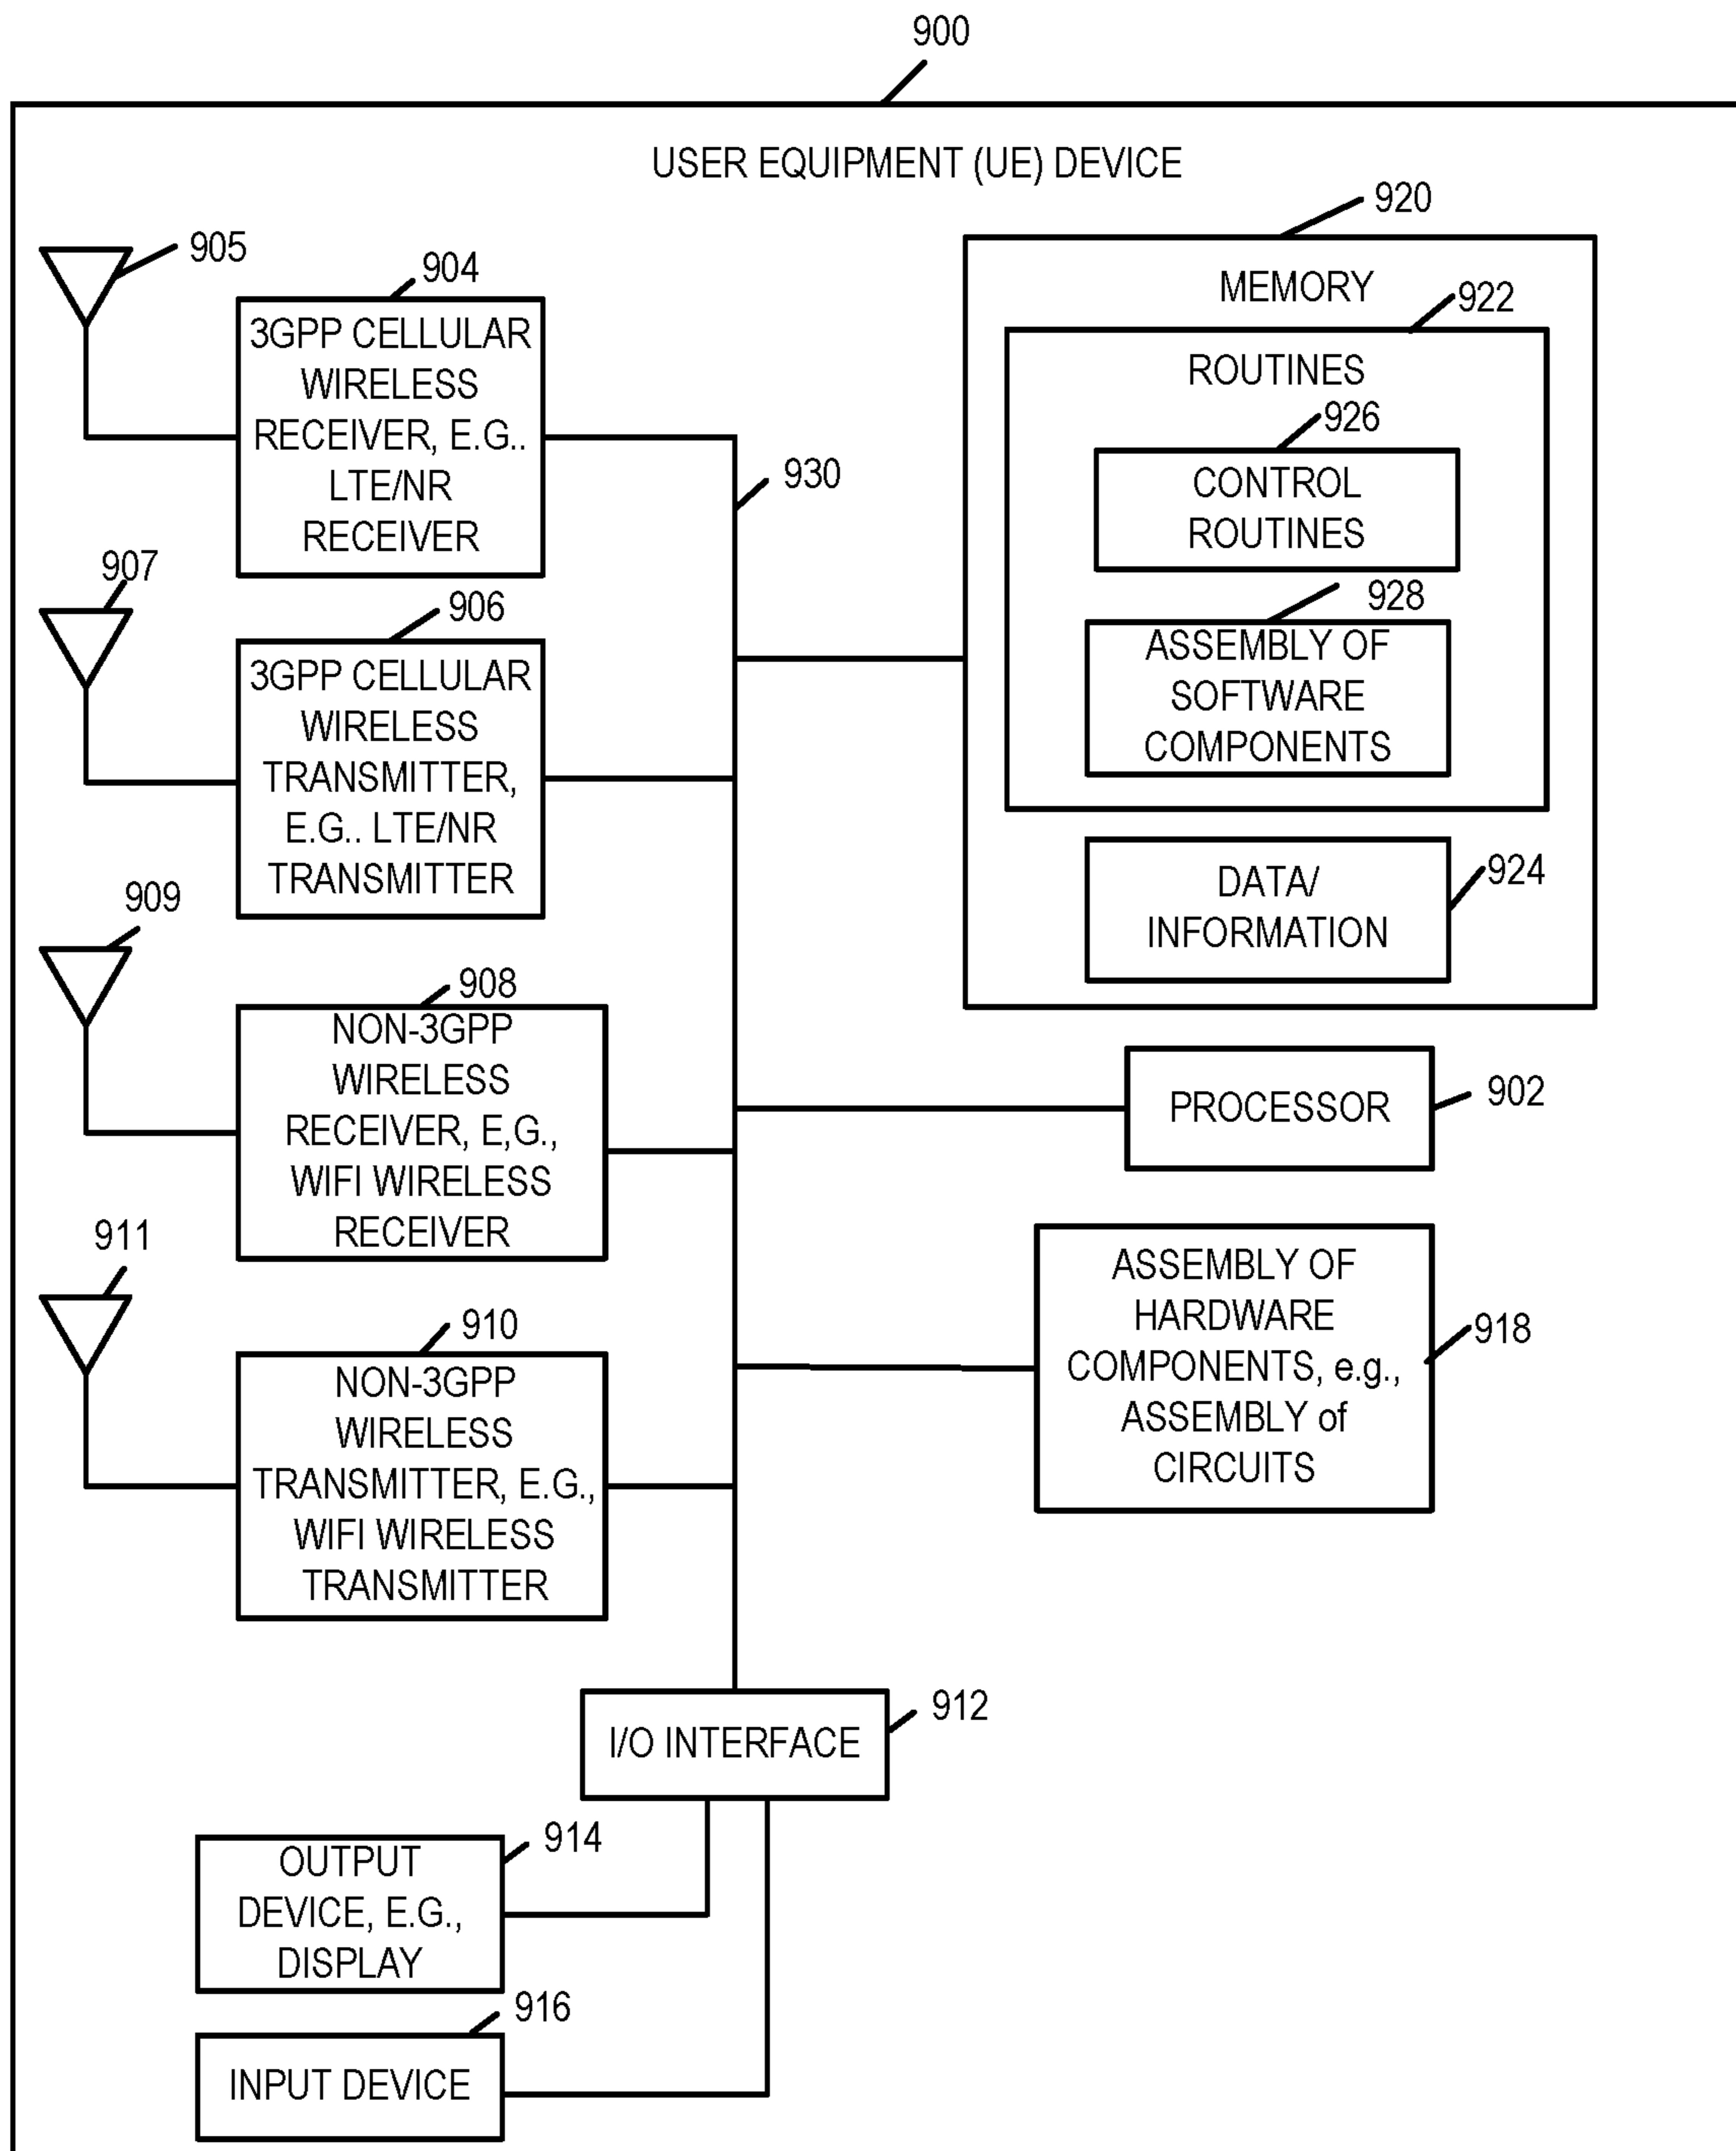 900
USER EQUIPMENT (UE) DEVICE
905
904
3GPP CELLULAR
WIRELESS
RECEIVER, E.G..
LTE/NR
RECEIVER
907
906
3GPP CELLULAR
WIRELESS
TRANSMITTER,
E.G.. LTE/NR
TRANSMITTER
909
908
NON-3GPP
WIRELESS
RECEIVER, E,G.,
WIFI WIRELESS
RECEIVER
911
910
NON-3GPP
WIRELESS
TRANSMITTER, E.G.,
WIFI WIRELESS
TRANSMITTER
930
920
MEMORY
922
ROUTINES
926
CONTROL
ROUTINES
928
ASSEMBLY OF
SOFTWARE
COMPONENTS
DATA/
INFORMATION
924
PROCESSOR
902
ASSEMBLY OF
HARDWARE
COMPONENTS, e.g.,
ASSEMBLY of
CIRCUITS
918
I/O INTERFACE
912
OUTPUT
DEVICE, E.G.,
DISPLAY
914
916
INPUT DEVICE